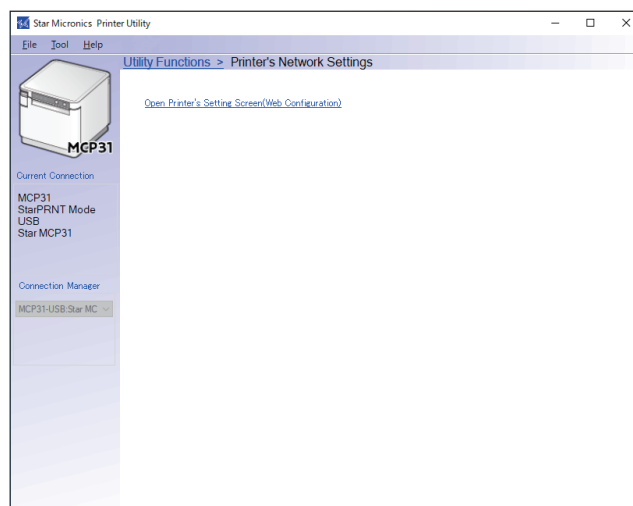 Star Micronics Printer Utility
File Tool Help
Utility Functions > Printer's Network Settings
Open Printer's Setting Screen(Web Configuration)
MCP31
Current Connection
MCP31
StarPRNT Mode
USB
Star MCP31
Connection Manager
MCP31-USB:Star MC